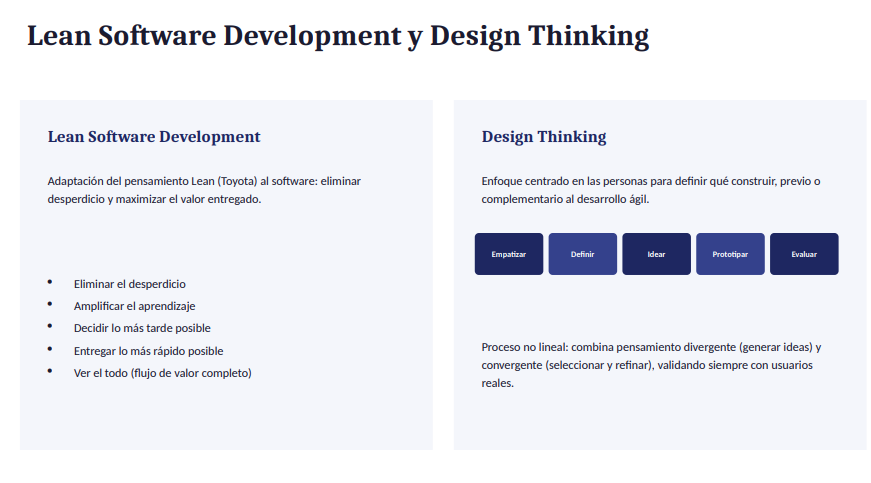 Lean Software Development y Design Thinking
Lean Software Development
Adaptación del pensamiento Lean (Toyota) al software: eliminar
desperdicio y maximizar el valor entregado.
• Eliminar el desperdicio
• Amplificar el aprendizaje
• Decidir lo más tarde posible
• Entregar lo más rápido posible
• Ver el todo (flujo de valor completo)
Design Thinking
Enfoque centrado en las personas para definir qué construir, previo o
complementario al desarrollo ágil.
Empatizar Definir Idear Prototipar Evaluar
Proceso no lineal: combina pensamiento divergente (generar ideas) y
convergente (seleccionar y refinar), validando siempre con usuarios
reales.